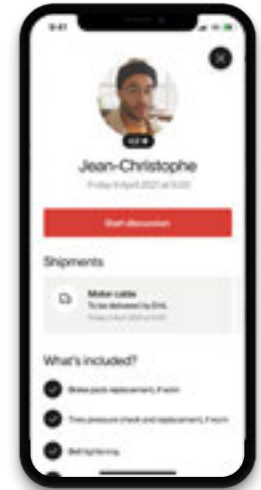 9:41
Jean-Christophe
Friday 9 April 2021 at 9:00
Start discussion
Shipments
Motor cable
To be delivered by DHL
What's included?
Brake pads replacement, if worn
Tires pressure check and replacement, if worn
Belt tightening